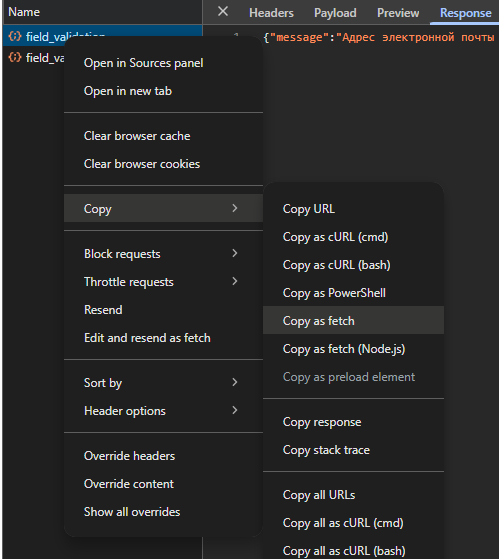 Name
Headers Payload Preview Response
field_validation
1 {"message":"Адрес электронной почты
Open in Sources panel
Open in new tab
Clear browser cache
Clear browser cookies
Copy
Block requests
Throttle requests
Resend
Edit and resend as fetch
Sort by
Header options
Override headers
Override content
Show all overrides
Copy URL
Copy as cURL (cmd)
Copy as cURL (bash)
Copy as PowerShell
Copy as fetch
Copy as fetch (Node.js)
Copy as preload element
Copy response
Copy stack trace
Copy all URLs
Copy all as cURL (cmd)
Copy all as cURL (bash)